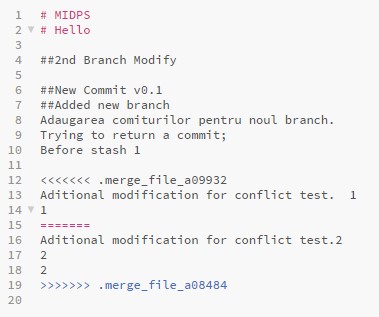 1 # MIDPS
2 # Hello
3
4 ##2nd Branch Modify
5
6 ##New Commit v0.1
7 ##Added new branch
8 Adaugarea comiturilor pentru noul branch.
9 Trying to return a commit;
10 Before stash 1
11
12 <<<<<<< .merge_file_a09932
13 Aditional modification for conflict test.  1
14 1
15 =======
16 Aditional modification for conflict test.2
17 2
18 2
19 >>>>>>> .merge_file_a08484
20